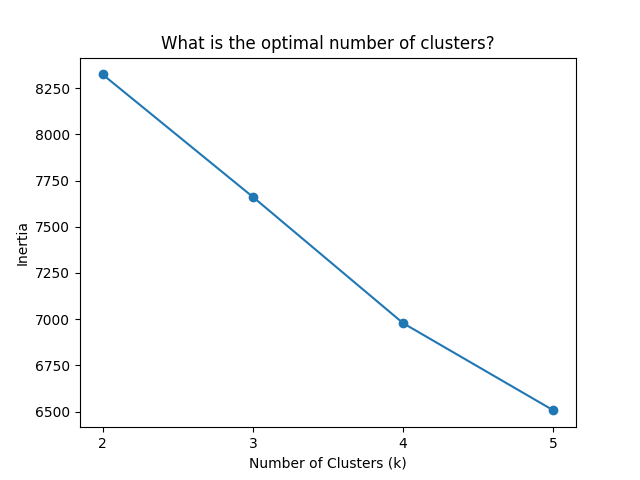 What is the optimal number of clusters?
8250
8000
7750
7500
7250
7000
6750
6500
Inertia
2 3 4 5
Number of Clusters (k)